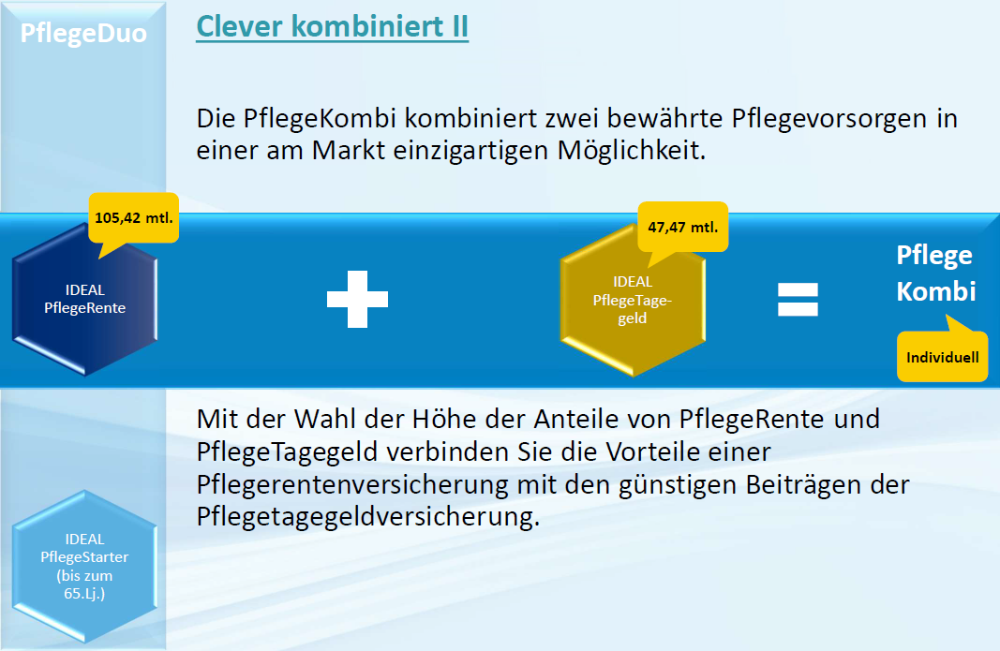 PflegeDuo
Clever kombiniert II
Die PflegeKombi kombiniert zwei bewährte Pflegevorsorgen in
einer am Markt einzigartigen Möglichkeit.
105,42 mtl.
IDEAL
PflegeRente
47,47 mtl.
IDEAL
PflegeTage-
geld
Pflege
Kombi
Individuell
Mit der Wahl der Höhe der Anteile von PflegeRente und
PflegeTagegeld verbinden Sie die Vorteile einer
Pflegerentenversicherung mit den günstigen Beiträgen der
Pflegetagegeldversicherung.
IDEAL
PflegeStarter
(bis zum
65.Lj.)